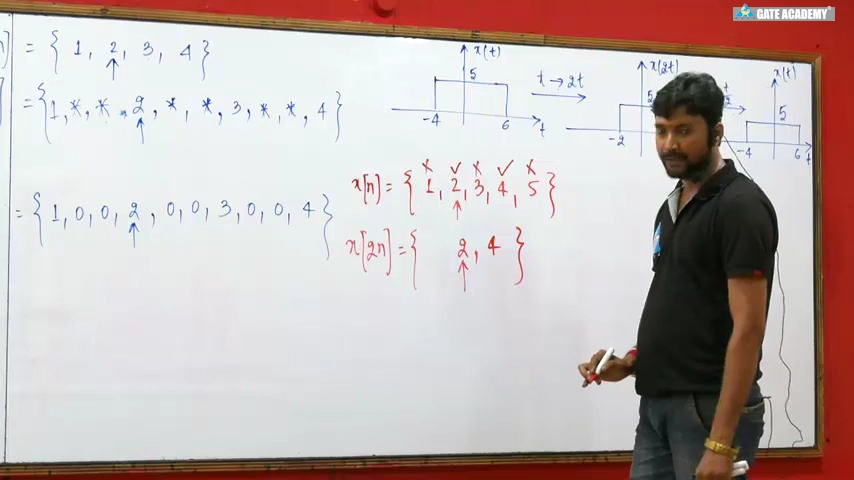 GATE ACADEMY
n] = { 1, 2, 3, 4 }
↑
= { 1, *, *, 2, *, *, 3, *, *, 4 }
↑
= { 1, 0, 0, 2, 0, 0, 3, 0, 0, 4 }
↑
x(t)
5
-4 6 t
t → 2t
x(2t)
5
-2
x(t)
5
-4 6 t
x ✓ x ✓ x
x[n] = { 1, 2, 3, 4, 5 }
↑
x[2n] = { 2, 4 }
↑